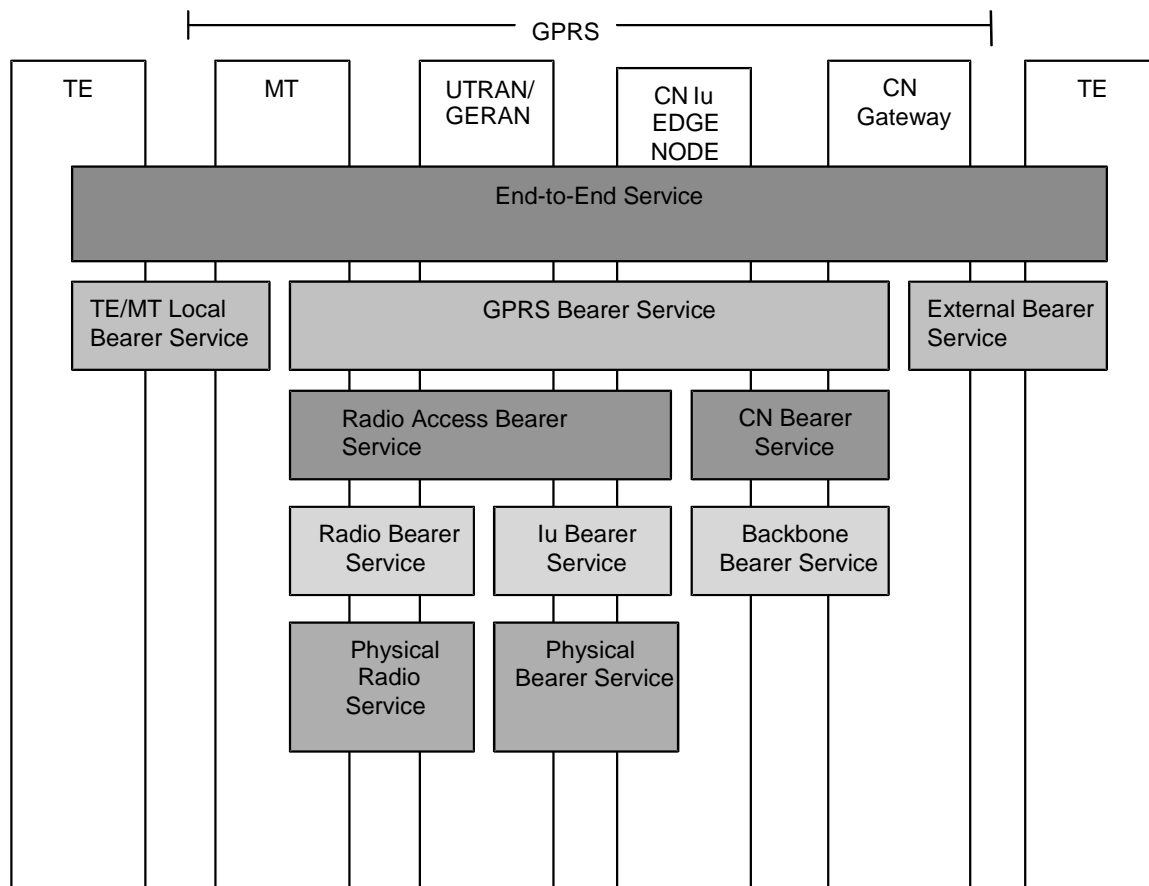 GPRS
TE
MT
UTRAN/
GERAN
CN Iu
EDGE
NODE
CN
Gateway
TE
End-to-End Service
TE/MT Local
Bearer Service
GPRS Bearer Service
External Bearer
Service
Radio Access Bearer
Service
CN Bearer
Service
Radio Bearer
Service
Iu Bearer
Service
Backbone
Bearer Service
Physical
Radio
Service
Physical
Bearer Service